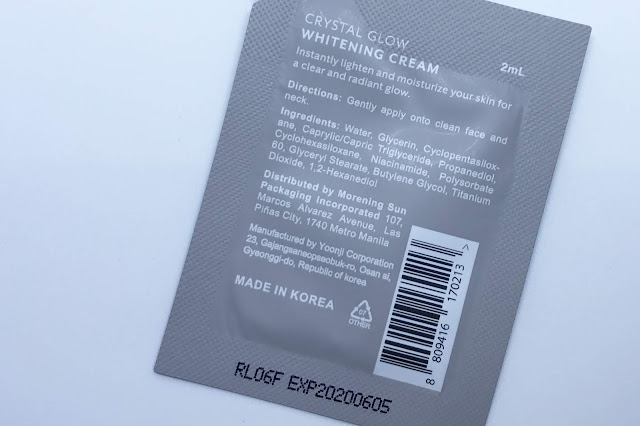 CRYSTAL GLOW
WHITENING CREAM
2mL
Instantly lighten and moisturize your skin for
a clear and radiant glow.
Directions: Gently apply onto clean face and
neck.
Ingredients: Water, Glycerin, Cyclopentasilox-
ane, Caprylic/Capric Triglyceride, Propanediol,
Cyclohexasiloxane, Niacinamide, Polysorbate
60, Glyceryl Stearate, Butylene Glycol, Titanium
Dioxide, 1,2-Hexanediol
Distributed by Morening Sun
Packaging Incorporated 107,
Marcos Alvarez Avenue, Las
Piñas City, 1740 Metro Manila
Manufactured by Yoonji Corporation
23, Gajangsaneopseobuk-ro, Osan si,
Gyeonggi-do, Republic of korea
MADE IN KOREA
07
OTHER
8 809416 170213 >
RL06F EXP20200605